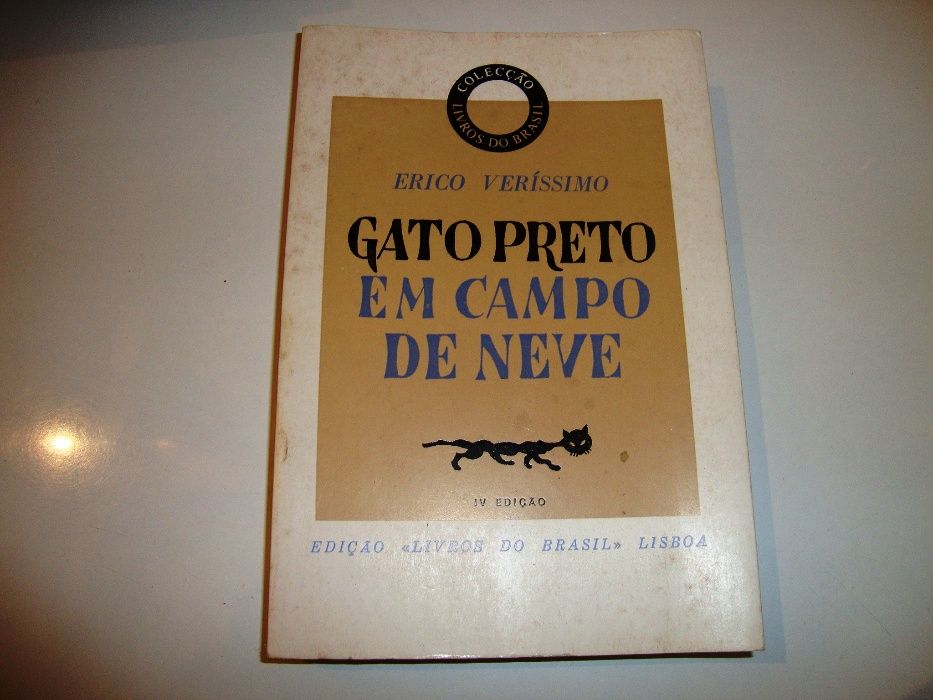 COLECÇÃO
LIVROS DO BRASIL
ERICO VERÍSSIMO
GATO PRETO
EM CAMPO
DE NEVE
IV EDIÇÃO
EDIÇÃO «LIVROS DO BRASIL» LISBOA